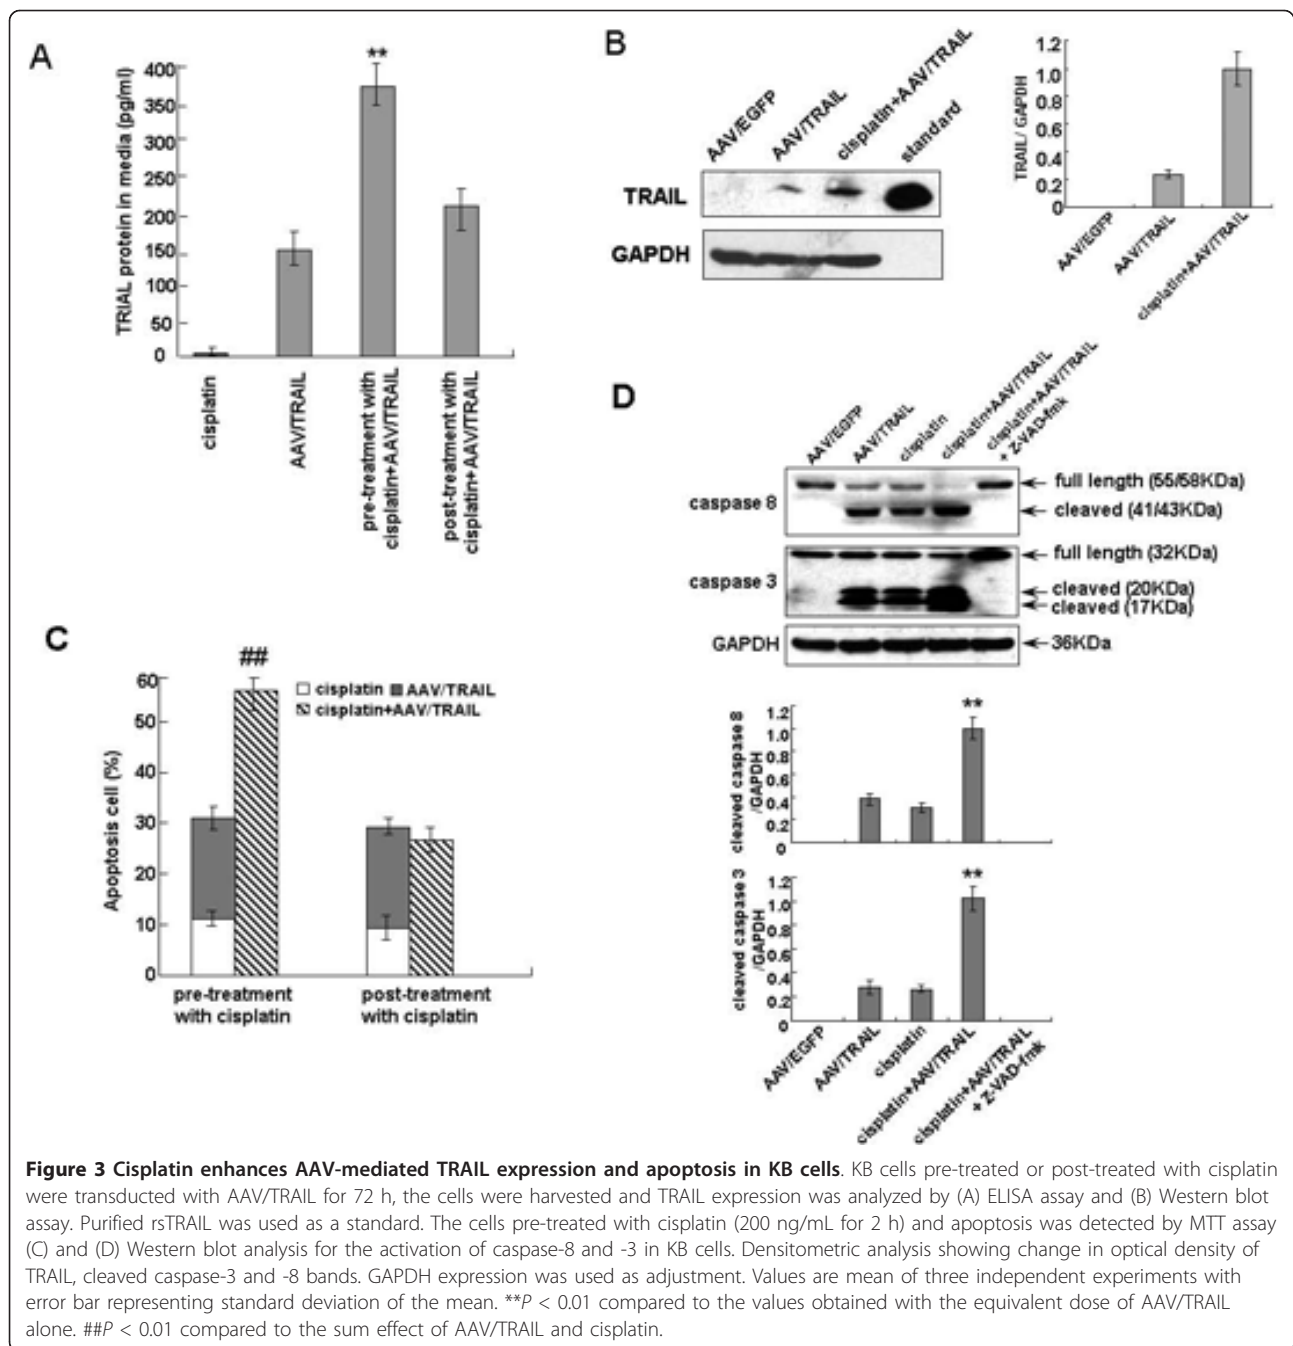 A
**
400
350
300
250
200
150
100
50
0
TRIAL protein in media (pg/ml)
cisplatin
AAV/TRAIL
pre-treatment with
cisplatin+AAV/TRAIL
post-treatment with
cisplatin+AAV/TRAIL
B
AAV/EGFP
AAV/TRAIL
cisplatin+AAV/TRAIL
standard
TRAIL
GAPDH
1.2
1.0
0.8
0.6
0.4
0.2
0
TRAIL/ GAPDH
AAV/EGFP
AAV/TRAIL
cisplatin+AAV/TRAIL
C
##
60
50
40
30
20
10
0
Apoptosis cell (%)
cisplatin AAV/TRAIL
cisplatin+AAV/TRAIL
pre-treatment
with cisplatin
post-treatment
with cisplatin
D
AAV/EGFP
AAV/TRAIL
cisplatin
cisplatin+AAV/TRAIL
cisplatin+AAV/TRAIL
+ Z-VAD-fmk
caspase 8
full length (55/58KDa)
cleaved (41/43KDa)
caspase 3
full length (32KDa)
cleaved (20KDa)
cleaved (17KDa)
GAPDH
36KDa
**
1.2
1.0
0.8
0.6
0.4
0.2
0
cleaved caspase 8
/GAPDH
**
1.2
1.0
0.8
0.6
0.4
0.2
0
cleaved caspase 3
/GAPDH
AAV/EGFP
AAV/TRAIL
cisplatin
cisplatin+AAV/TRAIL
cisplatin+AAV/TRAIL
+ Z-VAD-fmk
Figure 3 Cisplatin enhances AAV-mediated TRAIL expression and apoptosis in KB cells. KB cells pre-treated or post-treated with cisplatin
were transducted with AAV/TRAIL for 72 h, the cells were harvested and TRAIL expression was analyzed by (A) ELISA assay and (B) Western blot
assay. Purified rsTRAIL was used as a standard. The cells pre-treated with cisplatin (200 ng/mL for 2 h) and apoptosis was detected by MTT assay
(C) and (D) Western blot analysis for the activation of caspase-8 and -3 in KB cells. Densitometric analysis showing change in optical density of
TRAIL, cleaved caspase-3 and -8 bands. GAPDH expression was used as adjustment. Values are mean of three independent experiments with
error bar representing standard deviation of the mean. **P < 0.01 compared to the values obtained with the equivalent dose of AAV/TRAIL
alone. ##P < 0.01 compared to the sum effect of AAV/TRAIL and cisplatin.